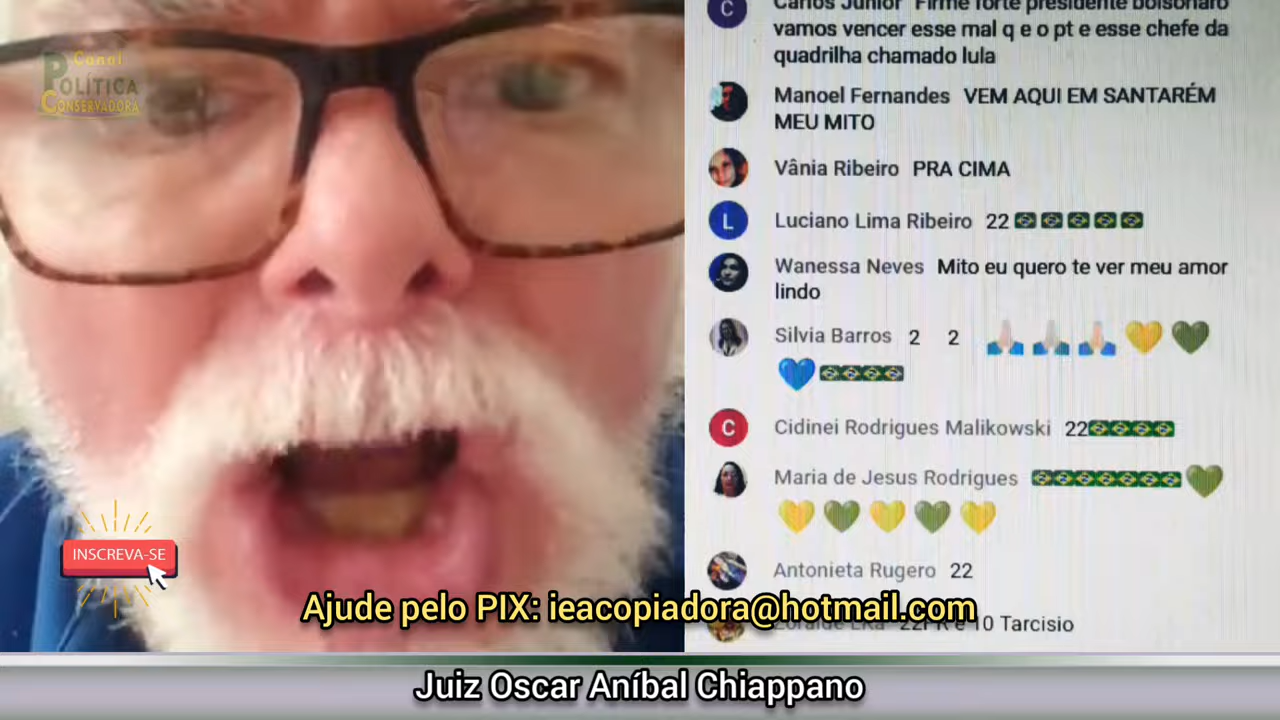 Canal
POLÍTICA
CONSERVADORA
INSCREVA-SE
Carlos Junior Firme forte presidente bolsonaro
vamos vencer esse mal q e o pt e esse chefe da
quadrilha chamado lula
Manoel Fernandes VEM AQUI EM SANTARÉM
MEU MITO
Vânia Ribeiro PRA CIMA
L Luciano Lima Ribeiro 22
Wanessa Neves Mito eu quero te ver meu amor
lindo
Silvia Barros 2 2
C Cidinei Rodrigues Malikowski 22
Maria de Jesus Rodrigues
Antonieta Rugero 22
10 Tarcisio
Ajude pelo PIX: ieacopiadora@hotmail.com
Juiz Oscar Aníbal Chiappano